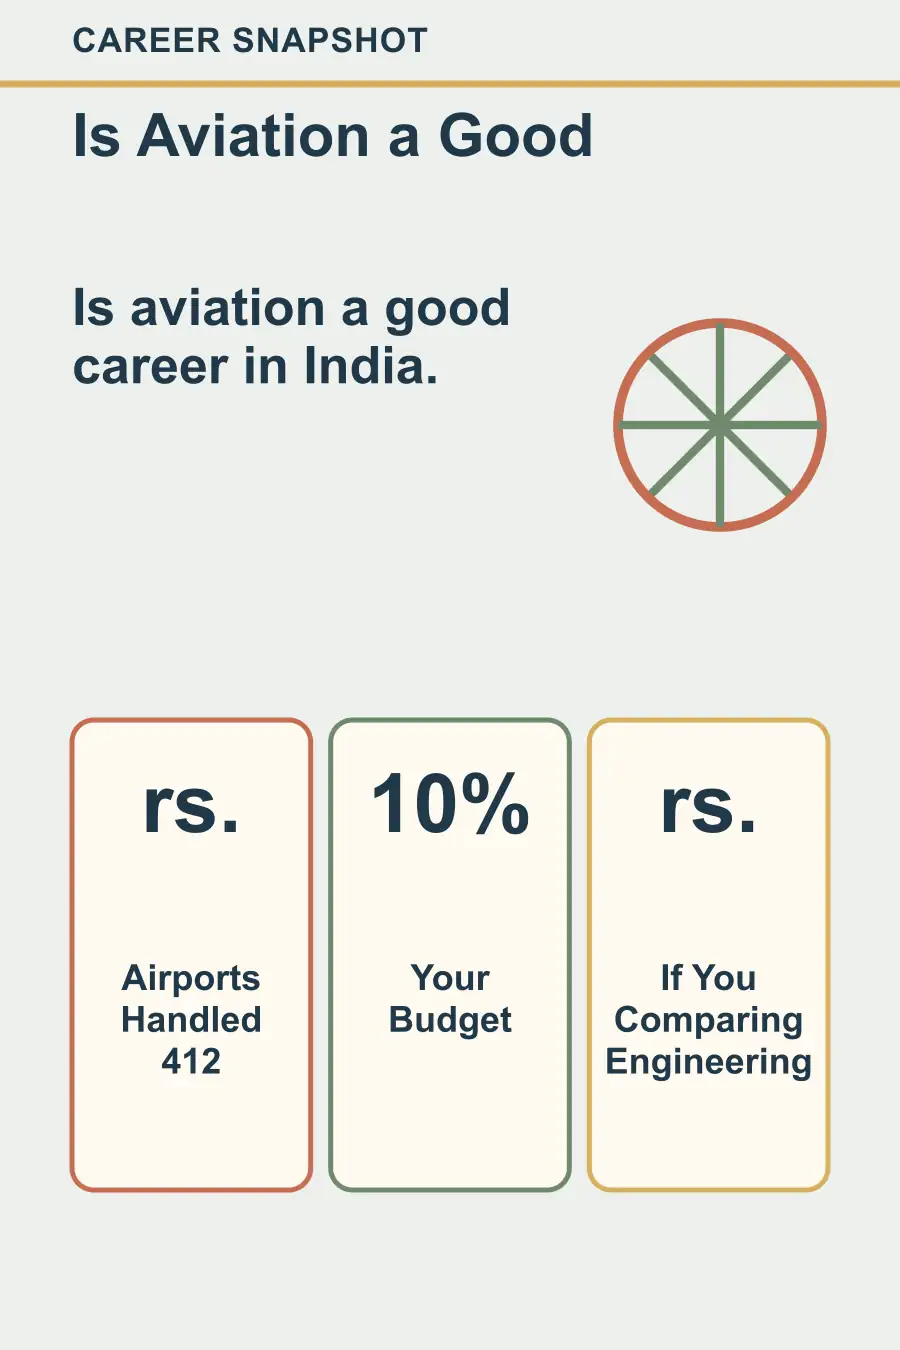 CAREER SNAPSHOT
Is Aviation a Good
Is aviation a good
career in India.
rs.
Airports
Handled
412
10%
Your
Budget
rs.
If You
Comparing
Engineering